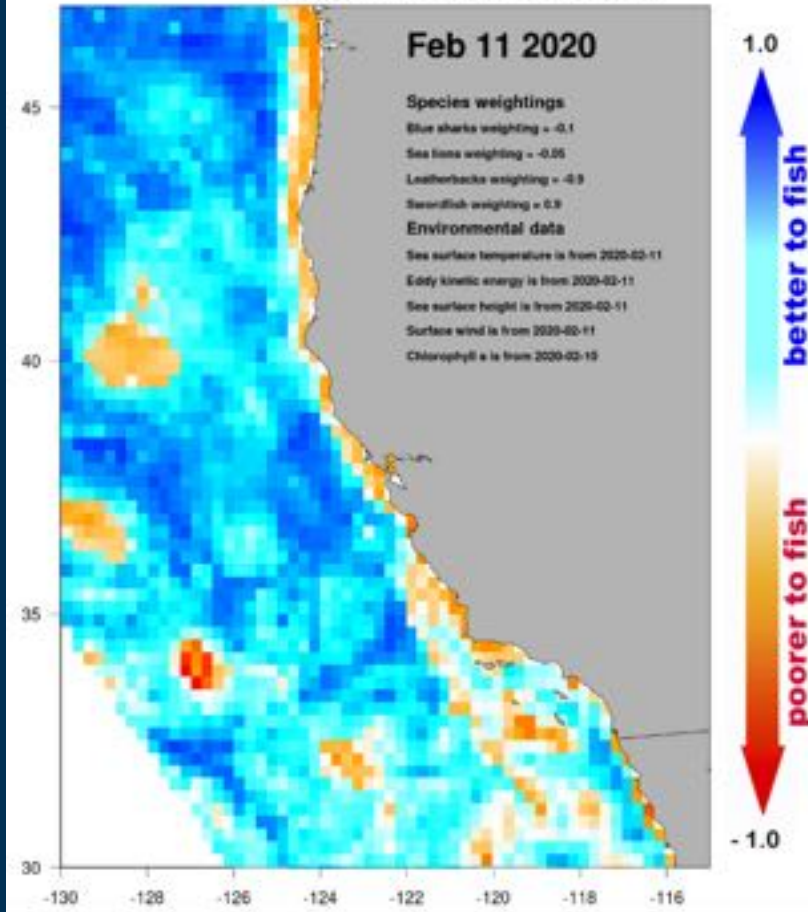 Feb 11 2020
Species weightings
Blue sharks weighting = -0.1
Sea lions weighting = -0.05
Leatherbacks weighting = -0.9
Swordfish weighting = 0.9
Environmental data
Sea surface temperature is from 2020-02-11
Eddy kinetic energy is from 2020-02-11
Sea surface height is from 2020-02-11
Surface wind is from 2020-02-11
Chlorophyll a is from 2020-02-10
45
40
35
30
-130 -128 -126 -124 -122 -120 -118 -116
1.0
better to fish
poorer to fish
- 1.0